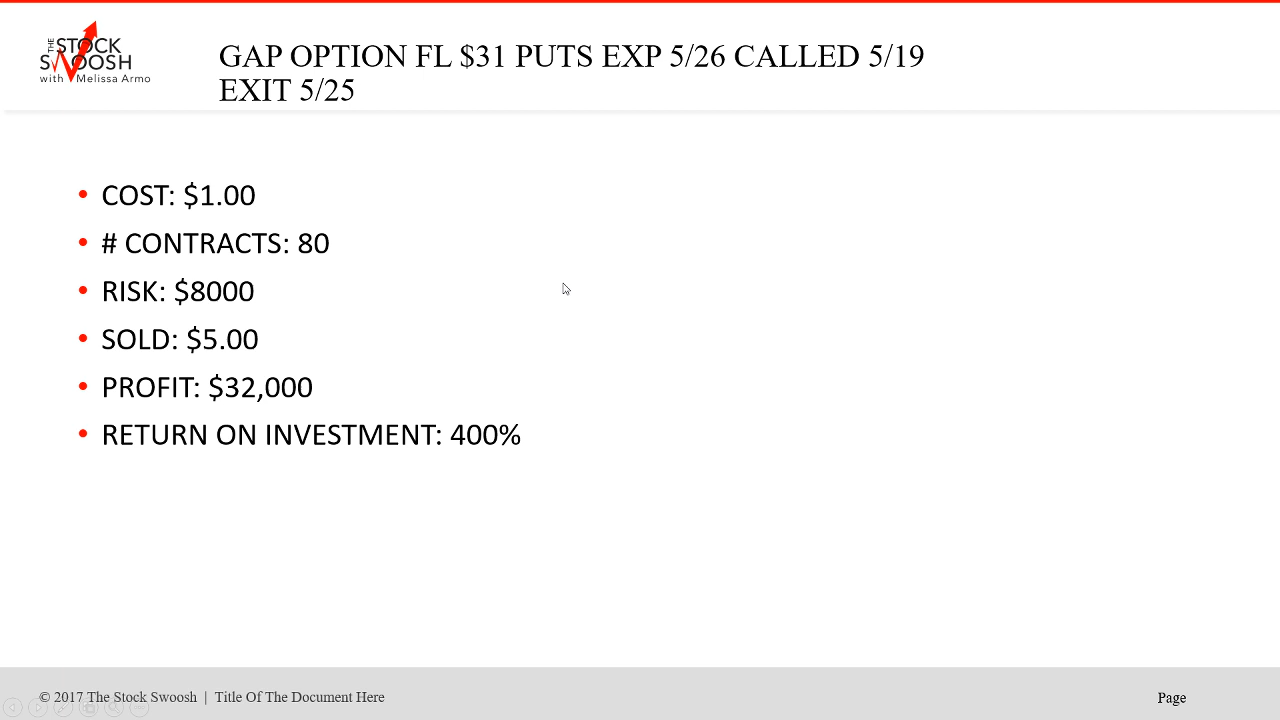 THE STOCK
SWOOSH
with Melissa Armo
GAP OPTION FL $31 PUTS EXP 5/26 CALLED 5/19
EXIT 5/25
• COST: $1.00
• # CONTRACTS: 80
• RISK: $8000
• SOLD: $5.00
• PROFIT: $32,000
• RETURN ON INVESTMENT: 400%
© 2017 The Stock Swoosh | Title Of The Document Here
Page